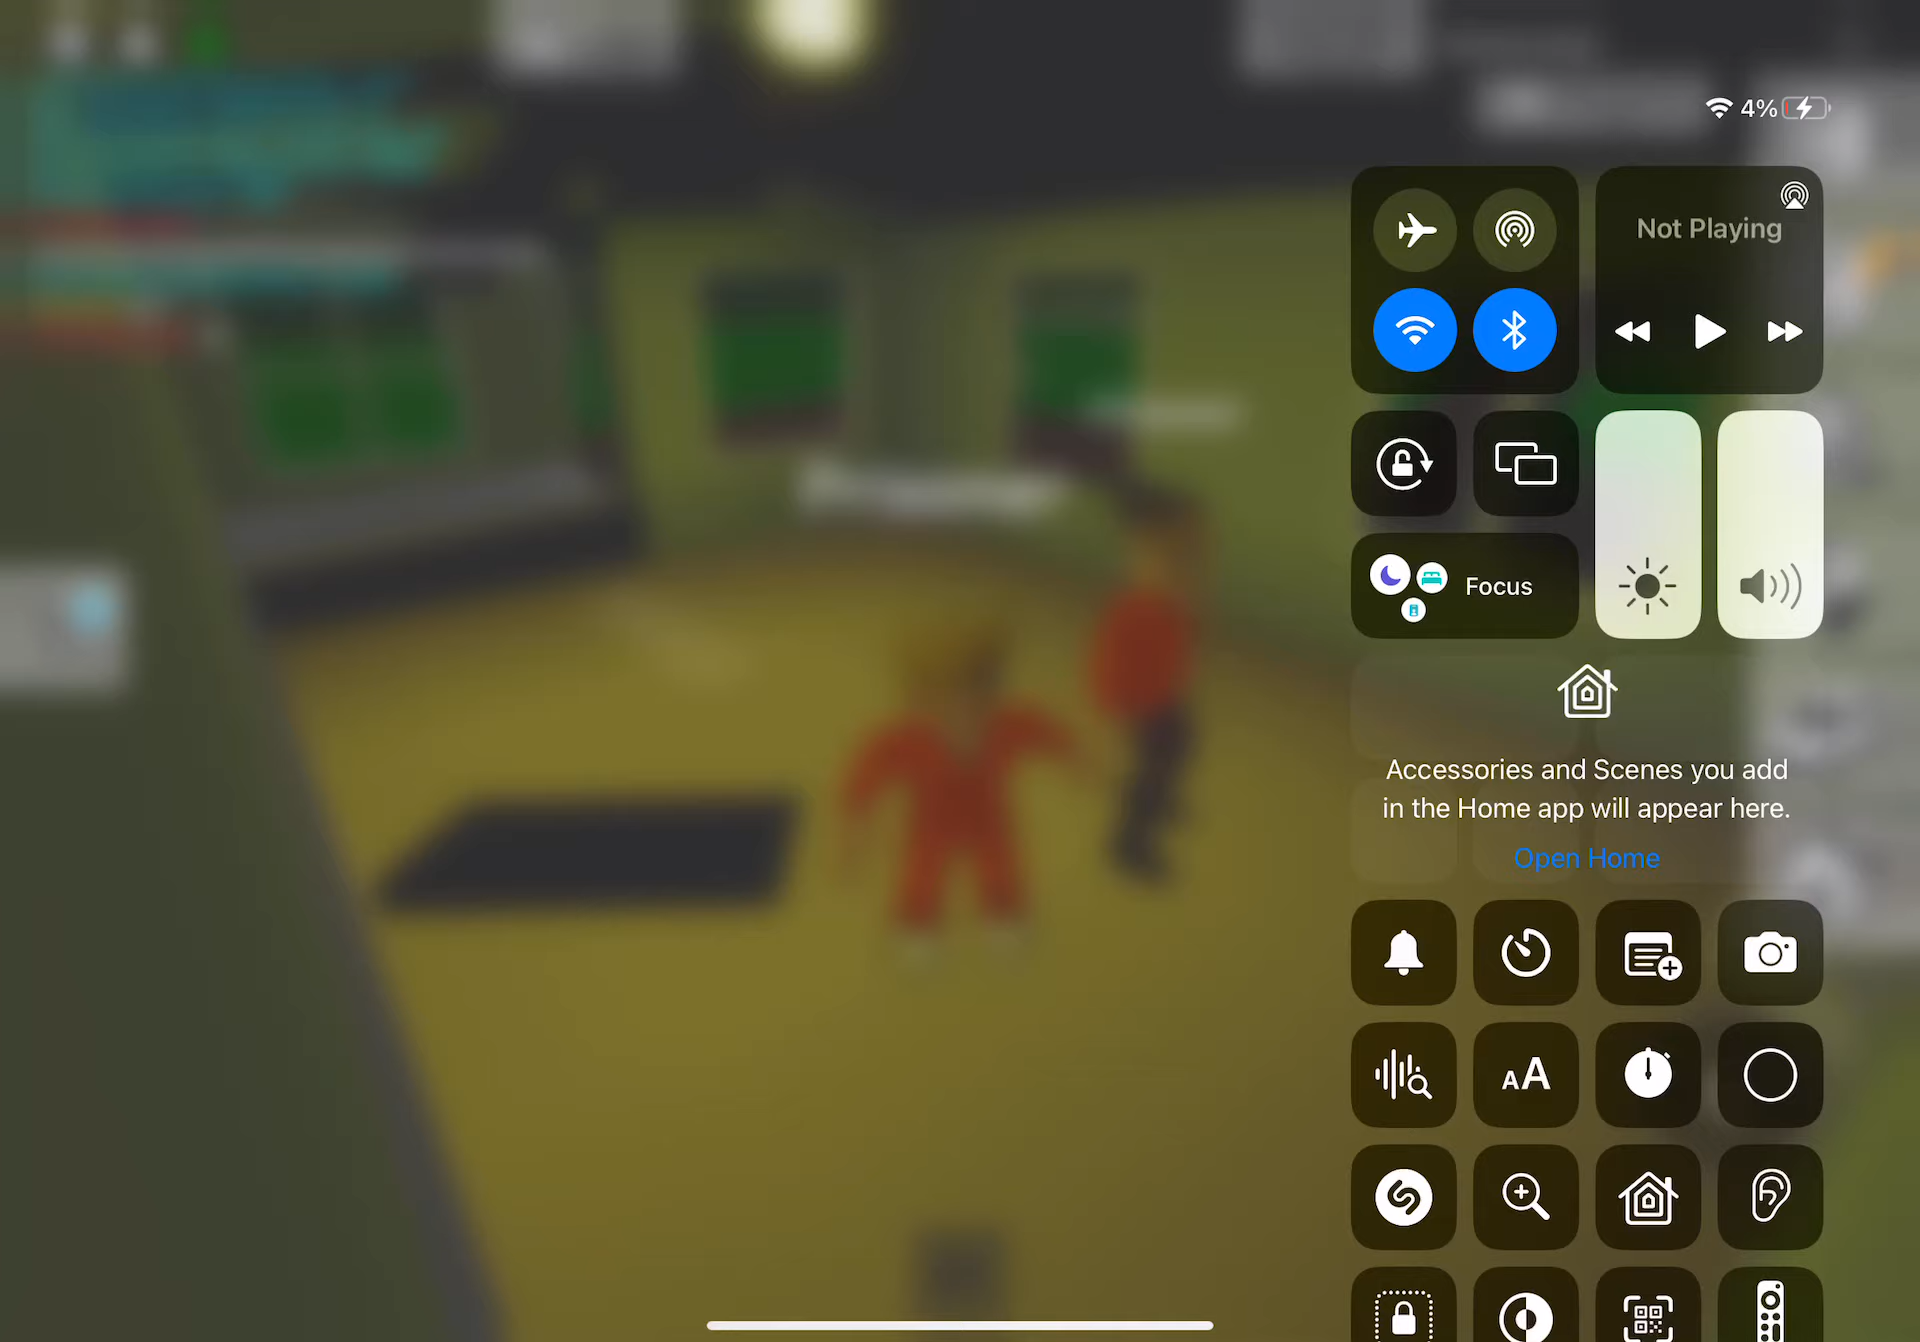 4%
Not Playing
Focus
Accessories and Scenes you add
in the Home app will appear here.
Open Home
AA